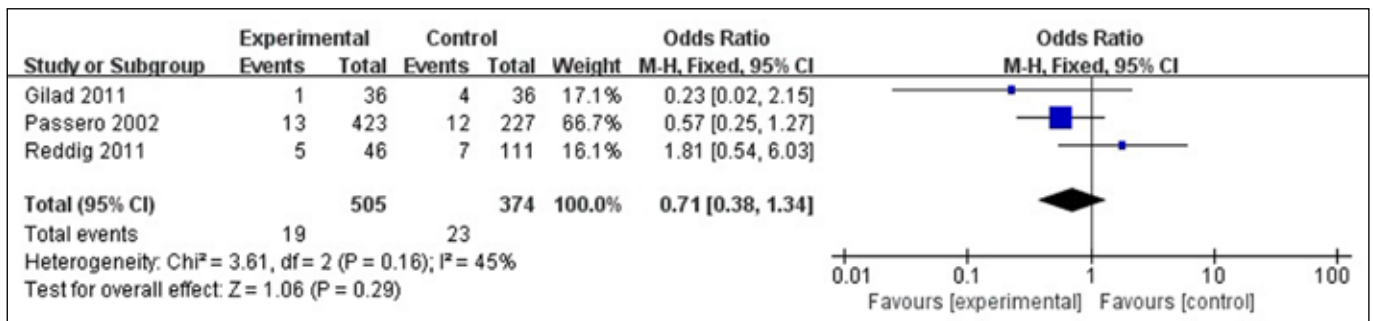 Experimental Control Odds Ratio Odds Ratio
Study or Subgroup Events Total Events Total Weight M-H, Fixed, 95% CI M-H, Fixed, 95% CI
Gilad 2011 1 36 4 36 17.1% 0.23 [0.02, 2.15]
Passero 2002 13 423 12 227 66.7% 0.57 [0.25, 1.27]
Reddig 2011 5 46 7 111 16.1% 1.81 [0.54, 6.03]
Total (95% CI) 505 374 100.0% 0.71 [0.38, 1.34]
Total events 19 23
Heterogeneity: Chi² = 3.61, df = 2 (P = 0.16); I² = 45%
Test for overall effect: Z = 1.06 (P = 0.29)
0.01 0.1 1 10 100
Favours [experimental] Favours [control]